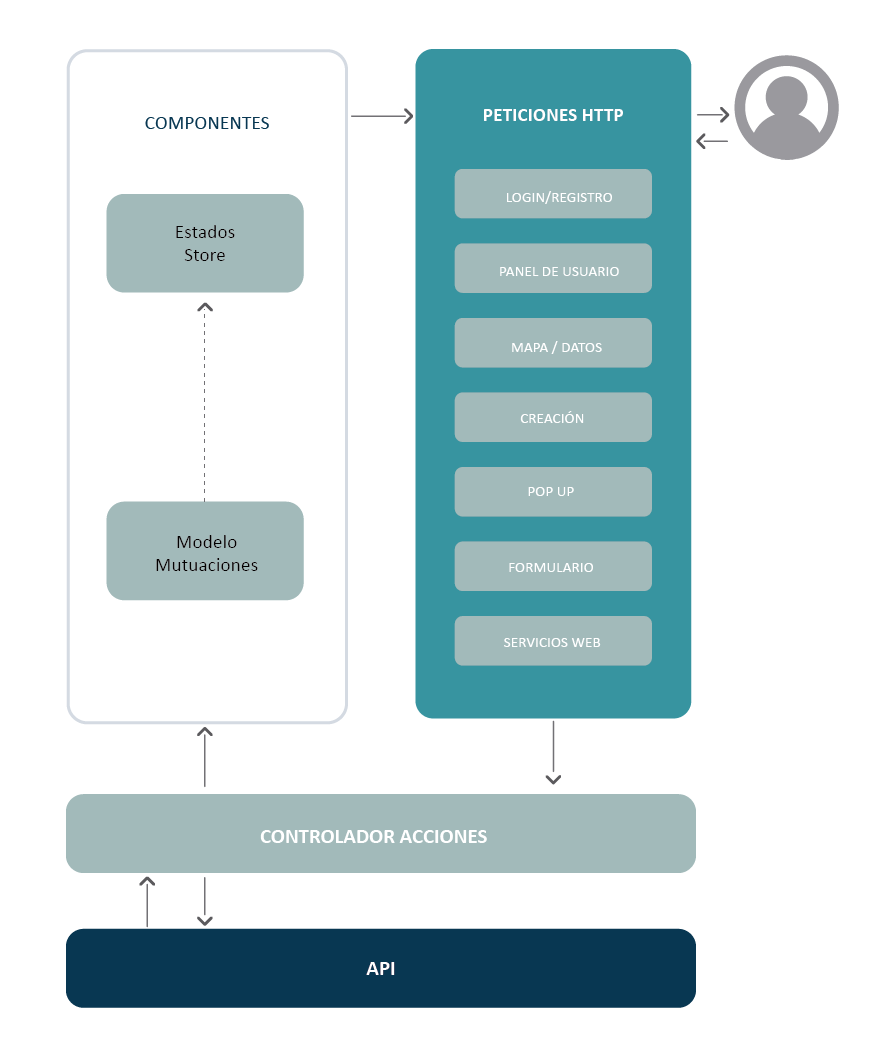 COMPONENTES
Estados
Store
Modelo
Mutuaciones
PETICIONES HTTP
LOGIN/REGISTRO
PANEL DE USUARIO
MAPA / DATOS
CREACIÓN
POP UP
FORMULARIO
SERVICIOS WEB
CONTROLADOR ACCIONES
API